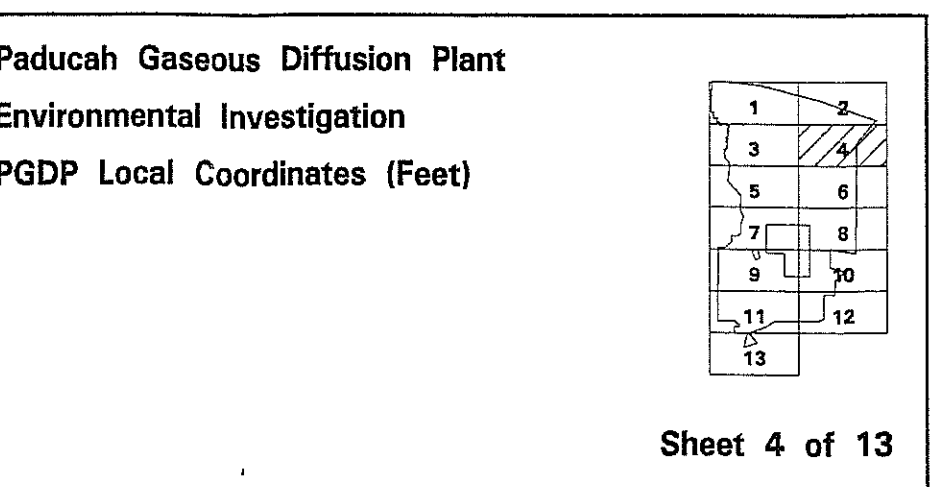 Paducah Gaseous Diffusion Plant
Environmental Investigation
PGDP Local Coordinates (Feet)
1 2
3 4
5 6
7 8
9 10
11 12
13
Sheet 4 of 13